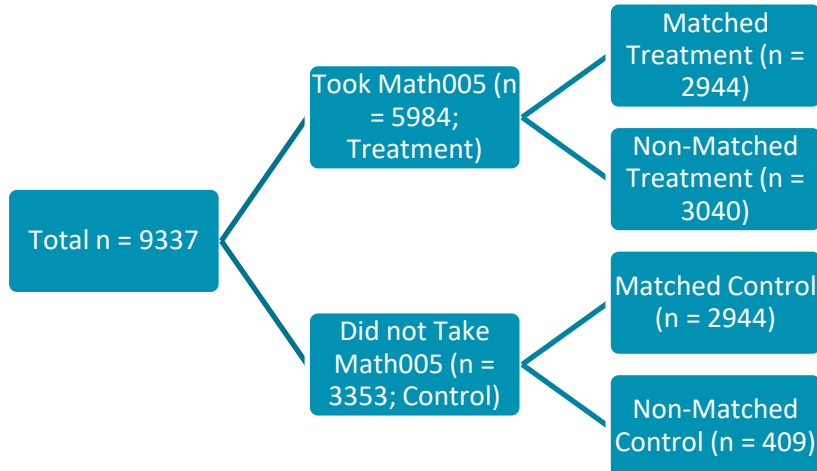 Total n = 9337
Took Math005 (n
= 5984;
Treatment)
Did not Take
Math005 (n =
3353; Control)
Matched
Treatment (n =
2944)
Non-Matched
Treatment (n =
3040)
Matched Control
(n = 2944)
Non-Matched
Control (n = 409)